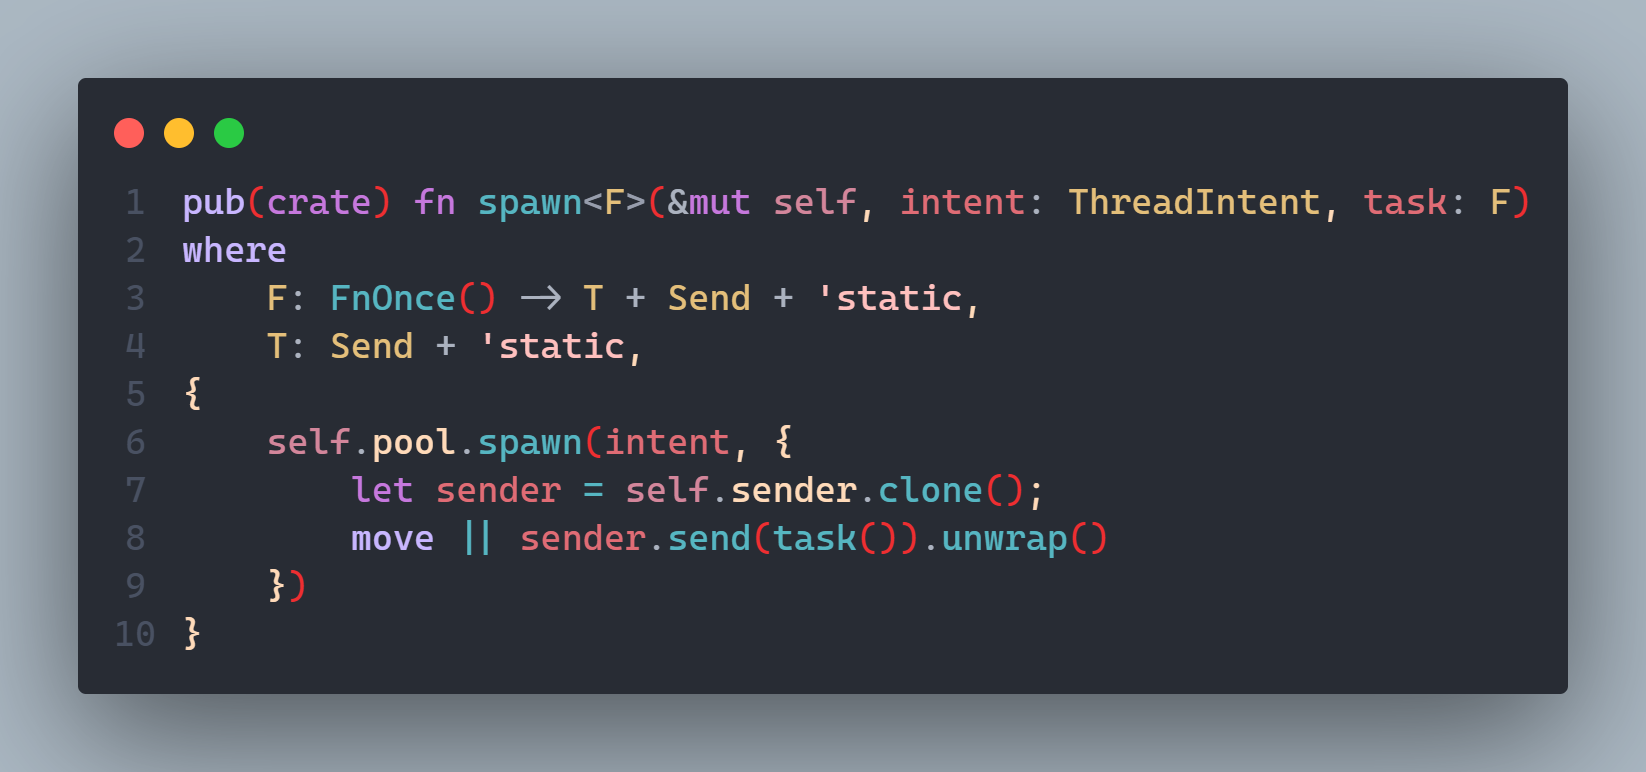 1 pub(crate) fn spawn<F>(&mut self, intent: ThreadIntent, task: F)
2 where
3     F: FnOnce() -> T + Send + 'static,
4     T: Send + 'static,
5 {
6     self.pool.spawn(intent, {
7         let sender = self.sender.clone();
8         move || sender.send(task()).unwrap()
9     })
10 }